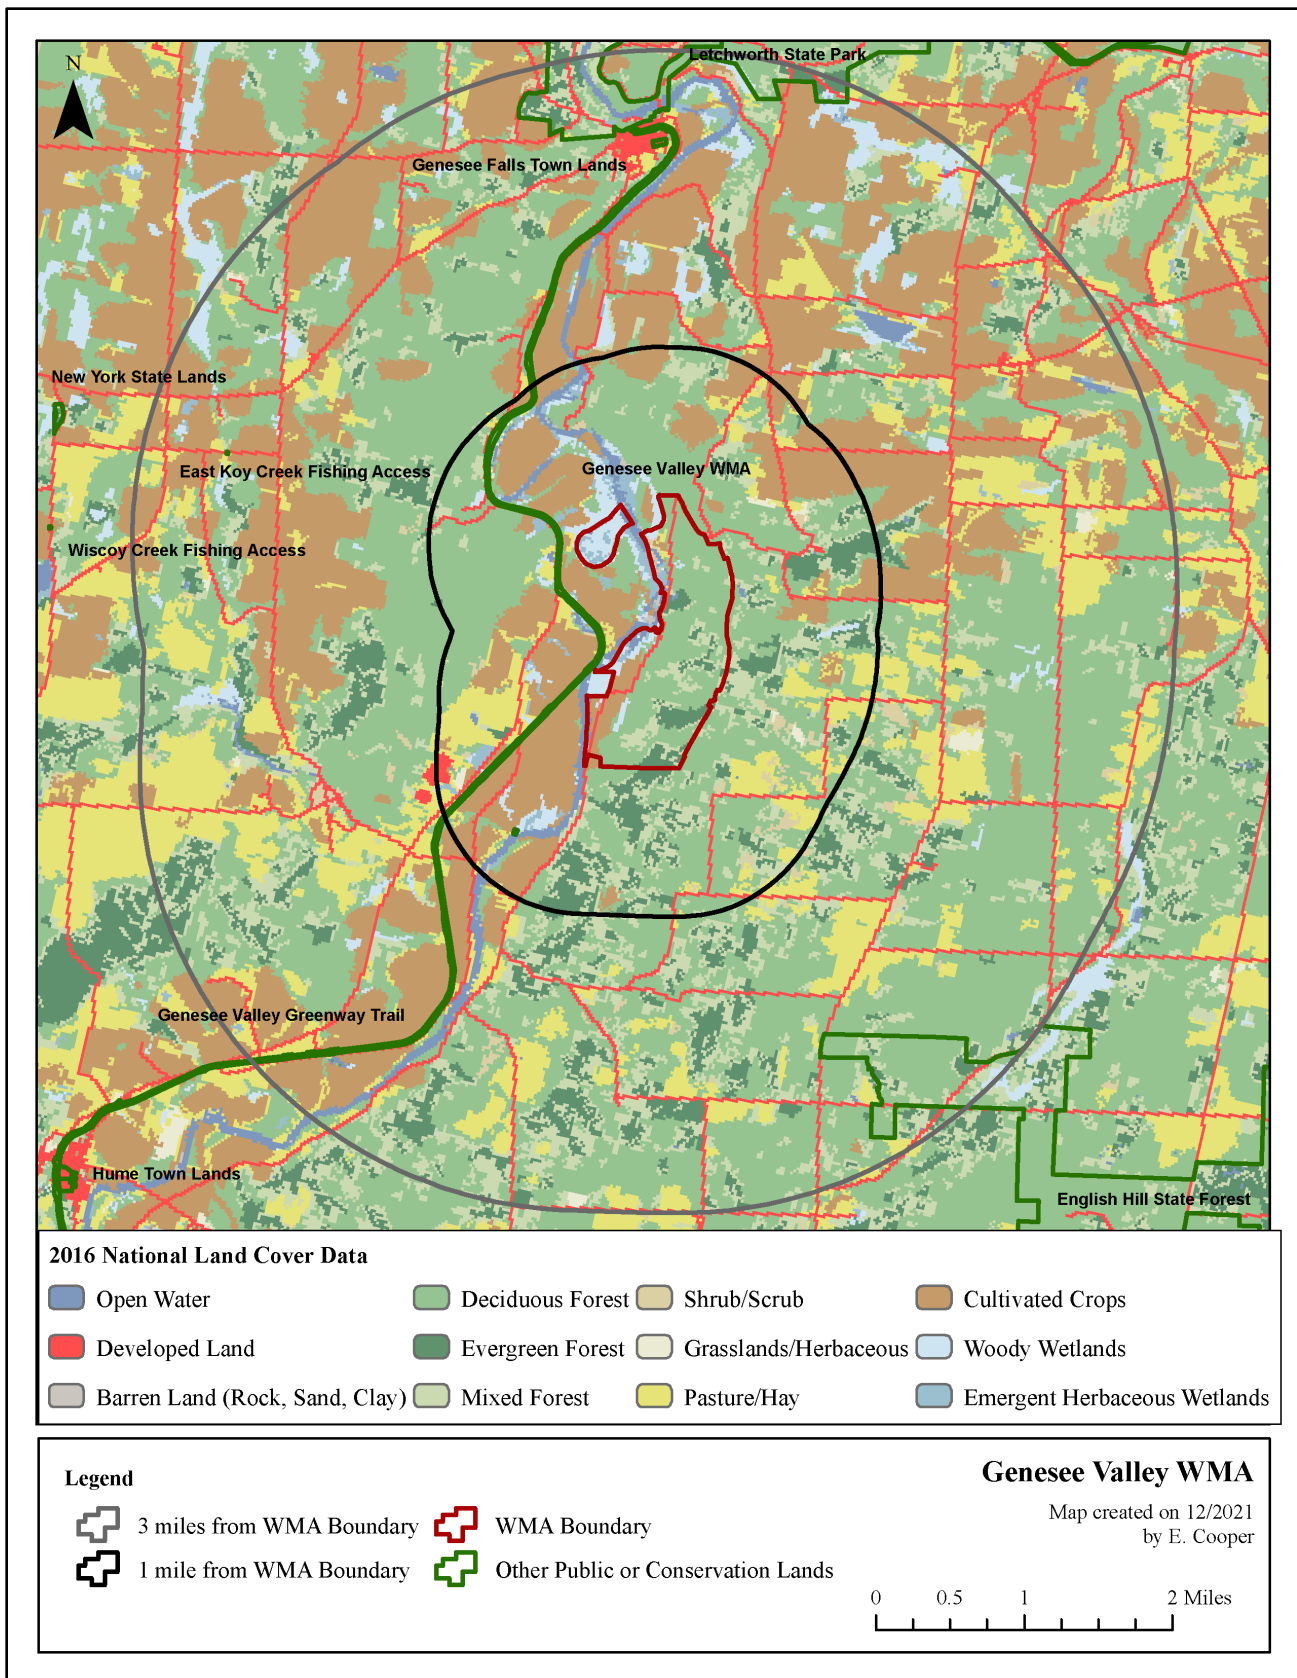 Letchworth State Park
N
Genesee Falls Town Lands
New York State Lands
East Koy Creek Fishing Access
Genesee Valley WMA
Wiscoy Creek Fishing Access
Genesee Valley Greenway Trail
Hume Town Lands
English Hill State Forest
2016 National Land Cover Data
Open Water
Deciduous Forest
Shrub/Scrub
Cultivated Crops
Developed Land
Evergreen Forest
Grasslands/Herbaceous
Woody Wetlands
Barren Land (Rock, Sand, Clay)
Mixed Forest
Pasture/Hay
Emergent Herbaceous Wetlands
Legend
3 miles from WMA Boundary
WMA Boundary
1 mile from WMA Boundary
Other Public or Conservation Lands
Genesee Valley WMA
Map created on 12/2021
by E. Cooper
0 0.5 1 2 Miles